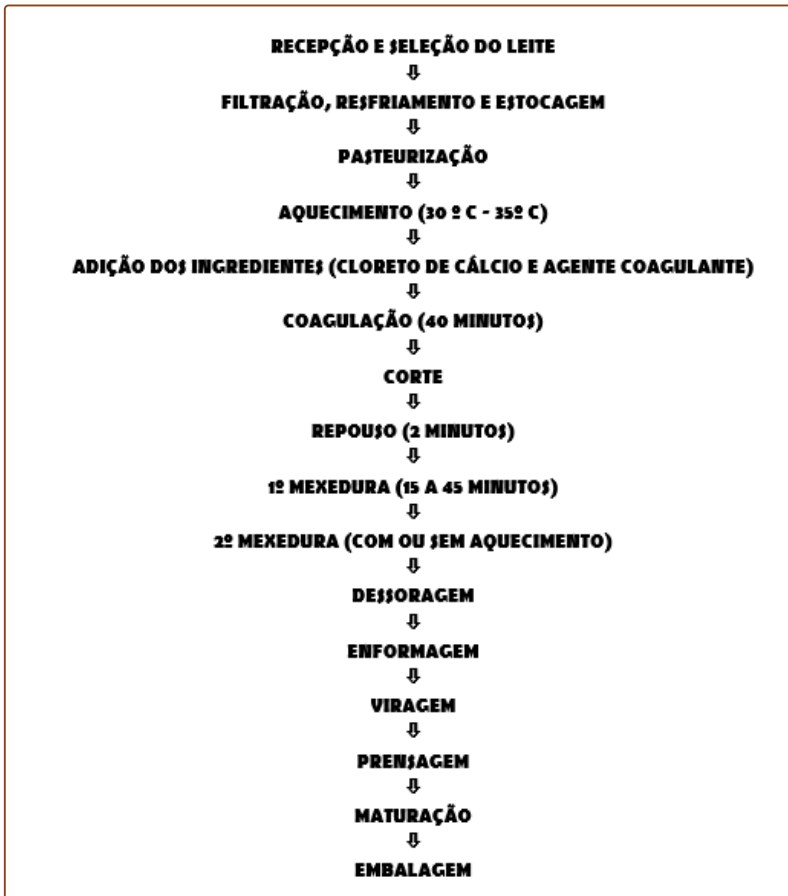 RECEPÇÃO E SELEÇÃO DO LEITE
⇩
FILTRAÇÃO, RESFRIAMENTO E ESTOCAGEM
⇩
PASTEURIZAÇÃO
⇩
AQUECIMENTO (30 º C - 35º C)
⇩
ADIÇÃO DOS INGREDIENTES (CLORETO DE CÁLCIO E AGENTE COAGULANTE)
⇩
COAGULAÇÃO (40 MINUTOS)
⇩
CORTE
⇩
REPOUSO (2 MINUTOS)
⇩
1º MEXEDURA (15 A 45 MINUTOS)
⇩
2º MEXEDURA (COM OU SEM AQUECIMENTO)
⇩
DESSORAGEM
⇩
ENFORMAGEM
⇩
VIRAGEM
⇩
PRENSAGEM
⇩
MATURAÇÃO
⇩
EMBALAGEM